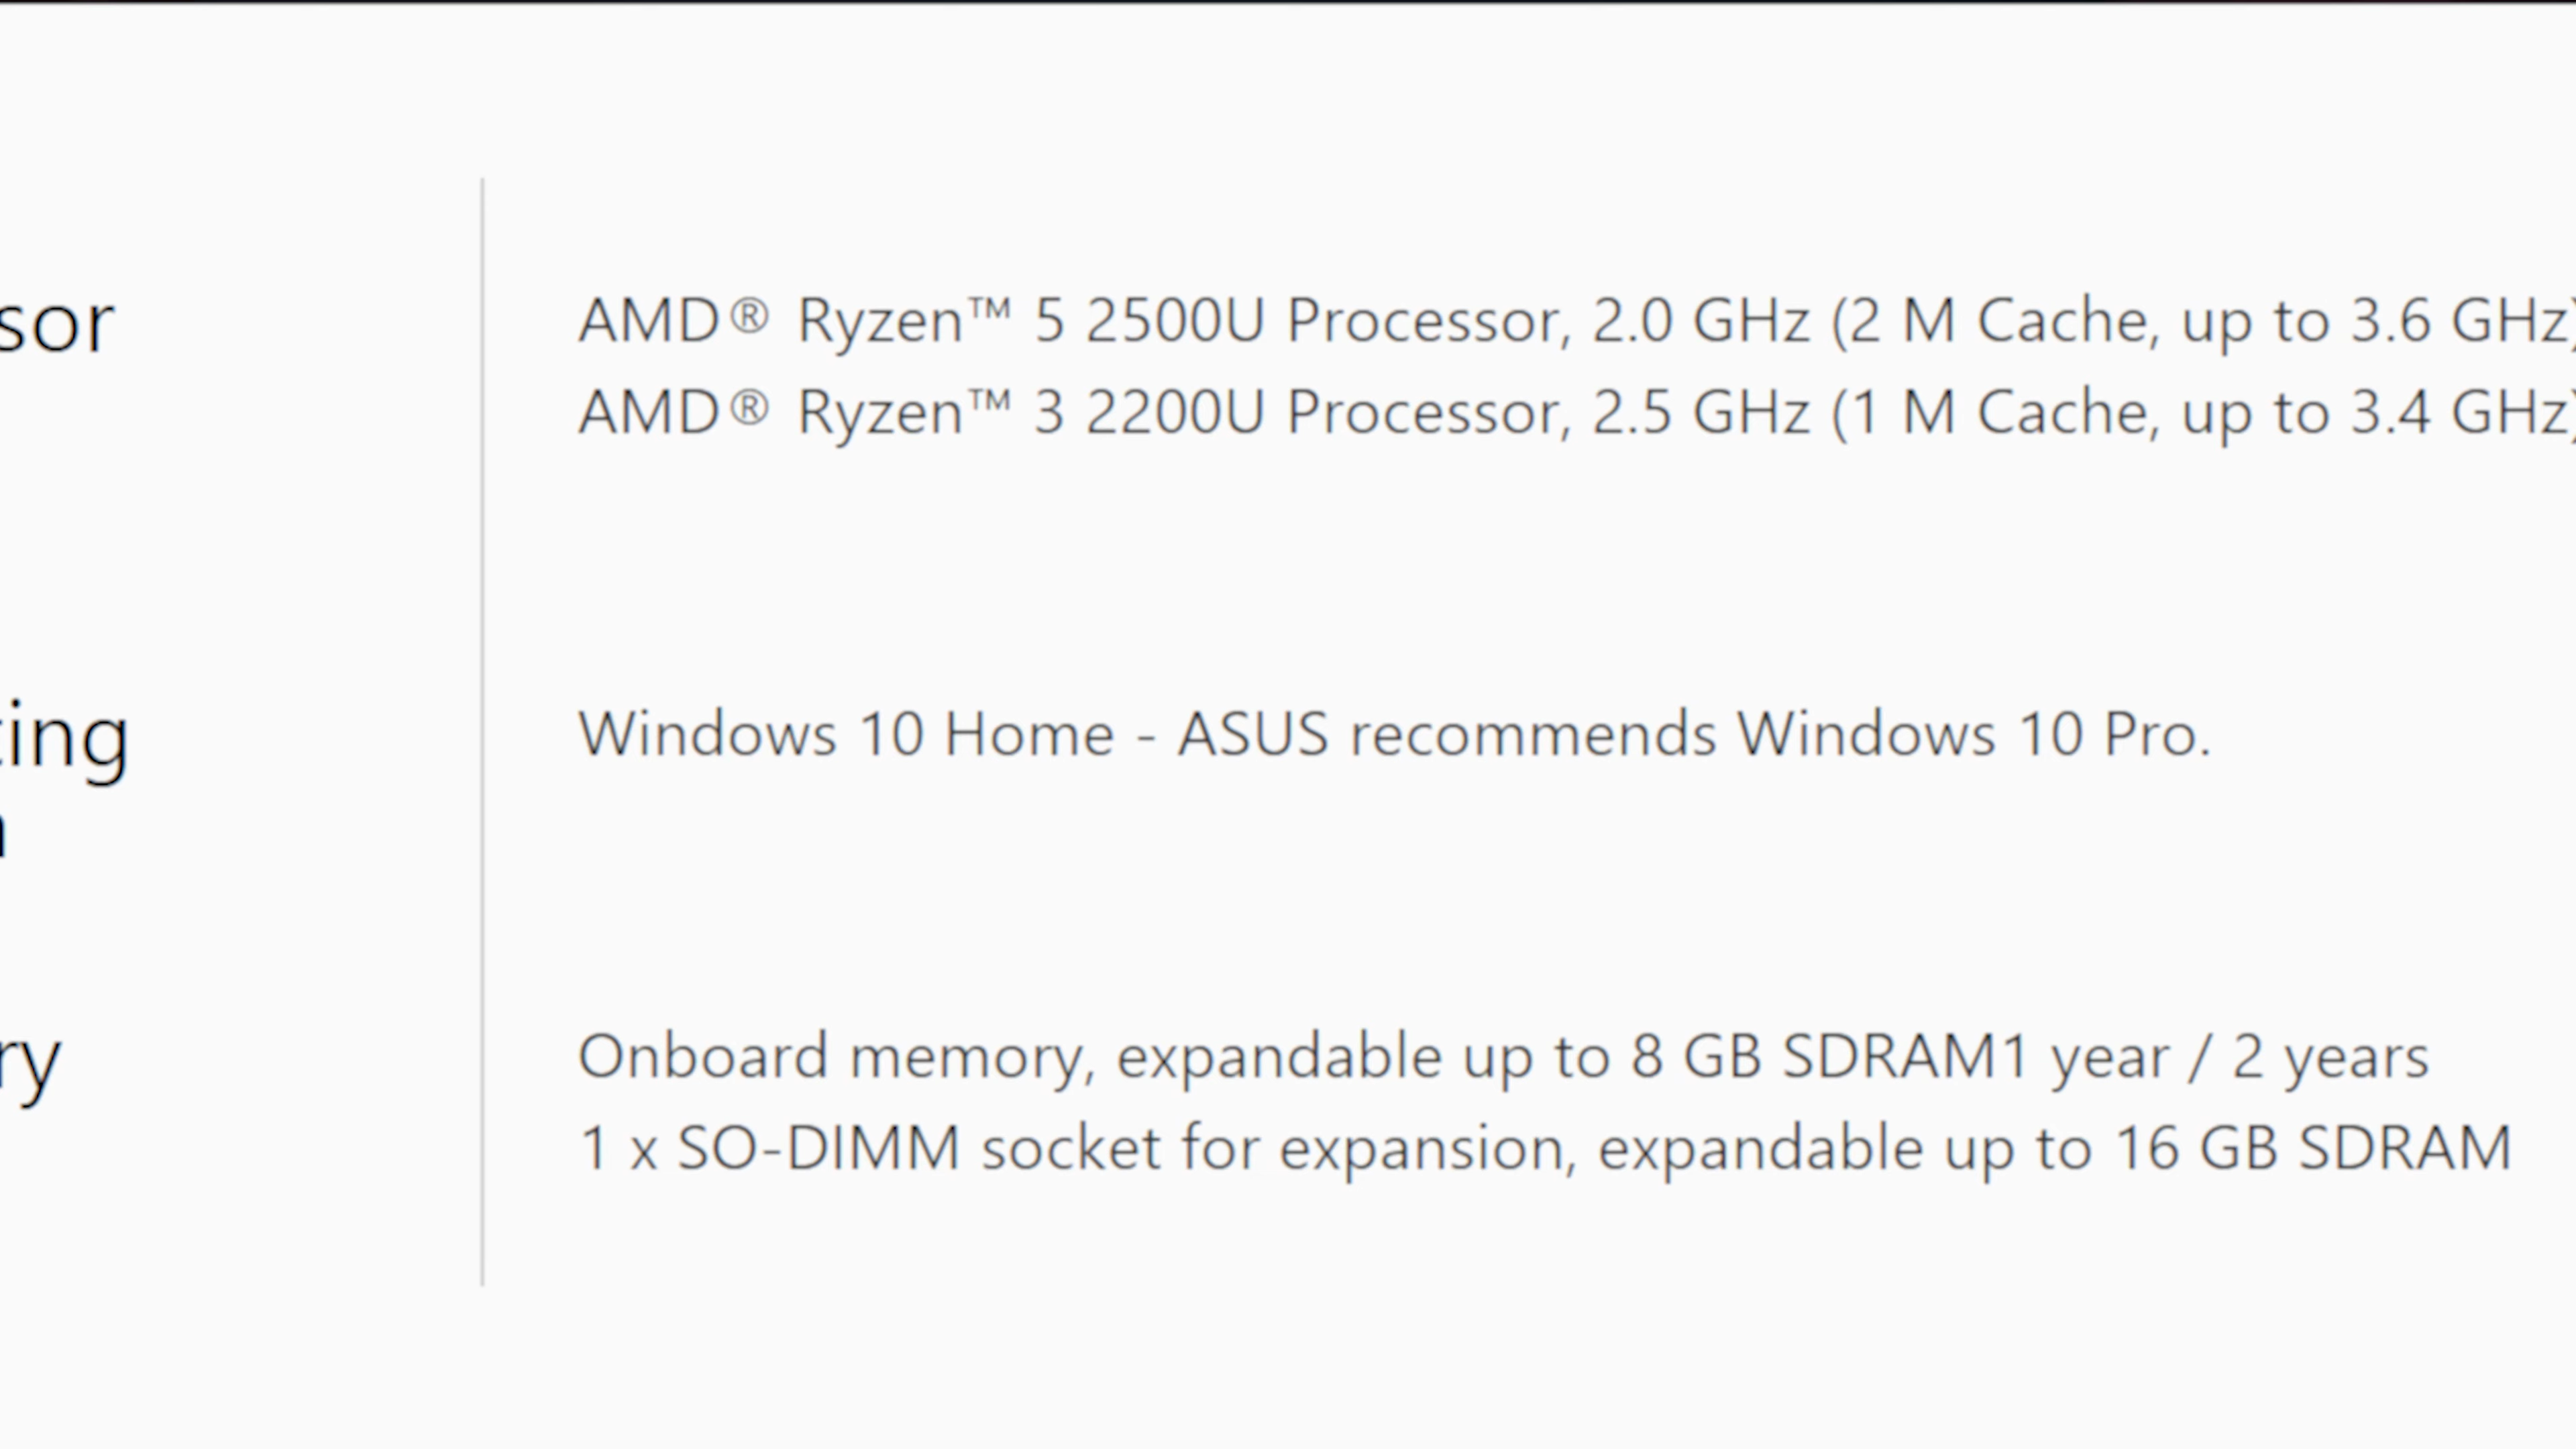 sor
AMD® Ryzen™ 5 2500U Processor, 2.0 GHz (2 M Cache, up to 3.6 GHz)
AMD® Ryzen™ 3 2200U Processor, 2.5 GHz (1 M Cache, up to 3.4 GHz)
ting
Windows 10 Home - ASUS recommends Windows 10 Pro.
ry
Onboard memory, expandable up to 8 GB SDRAM1 year / 2 years
1 x SO-DIMM socket for expansion, expandable up to 16 GB SDRAM